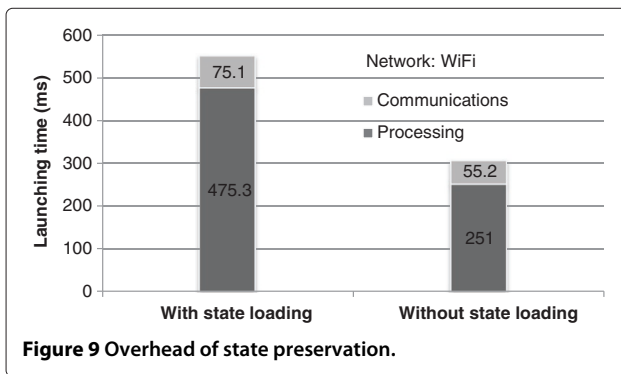 600
500
400
300
200
100
0
Launching time (ms)
Network: WiFi
Communications
Processing
75.1
475.3
55.2
251
With state loading
Without state loading
Figure 9 Overhead of state preservation.